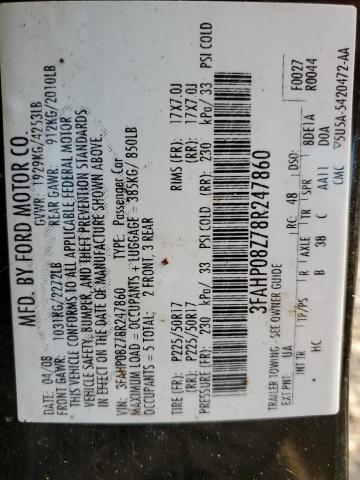 MFD. BY FORD MOTOR CO.
DATE: 04/08 GVWR: 1929KG/4253LB
FRONT GAWR: 1031KG/2272LB REAR GAWR: 912KG/2010LB
THIS VEHICLE CONFORMS TO ALL APPLICABLE FEDERAL MOTOR
VEHICLE SAFETY, BUMPER, AND THEFT PREVENTION STANDARDS
IN EFFECT ON THE DATE OF MANUFACTURE SHOWN ABOVE.
VIN: 3FAHP08Z78R247860 TYPE: Passenger Car
MAXIMUM LOAD = OCCUPANTS + LUGGAGE = 385KG/ 850LB
OCCUPANTS = 5 TOTAL: 2 FRONT, 3 REAR
TIRE (FR): P225/50R17 RIMS (FR): 17X7.0J
(RR): P225/50R17 (RR): 17X7.0J
PRESSURE (FR): 230 kPa/ 33 PSI COLD (RR): 230 kPa/ 33 PSI COLD
3FAHP08Z78R247860
TRAILER TOWING - SEE OWNER GUIDE F0027
EXT PNT: UA RC: 48 DSO: R0044
INT TR TP/PS R AXLE TR SPR
HC B 38 C AA11 DOA 8DE1A
CMC 5U5A-5420472-AA